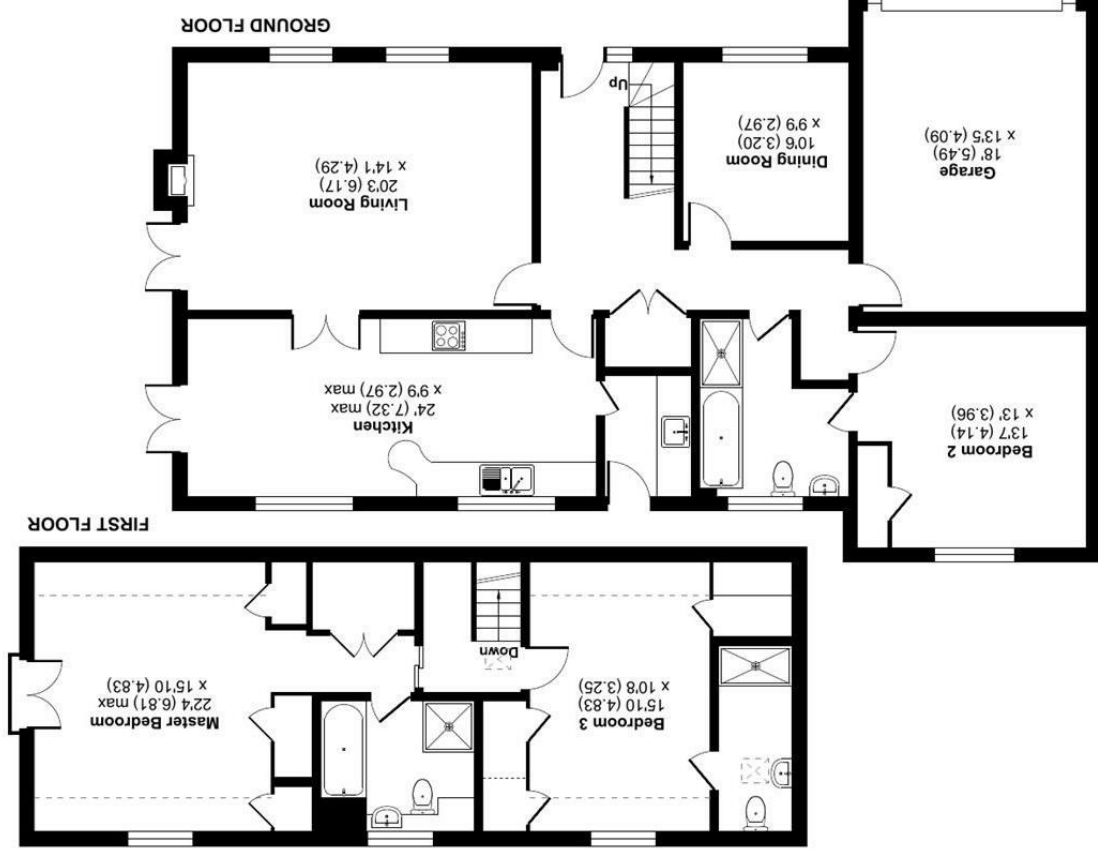 Bedroom 3
15'10 (4.83)
x 10'8 (3.25)
Master Bedroom
22'4 (6.81) max
x 15'10 (4.83)
Down
FIRST FLOOR
Bedroom 2
13'7 (4.14)
x 13' (3.96)
Kitchen
24' (7.32) max
x 9'9 (2.97) max
Garage
18' (5.49)
x 13'5 (4.09)
Dining Room
10'6 (3.20)
x 9'9 (2.97)
Living Room
20'3 (6.17)
x 14'1 (4.29)
Up
GROUND FLOOR